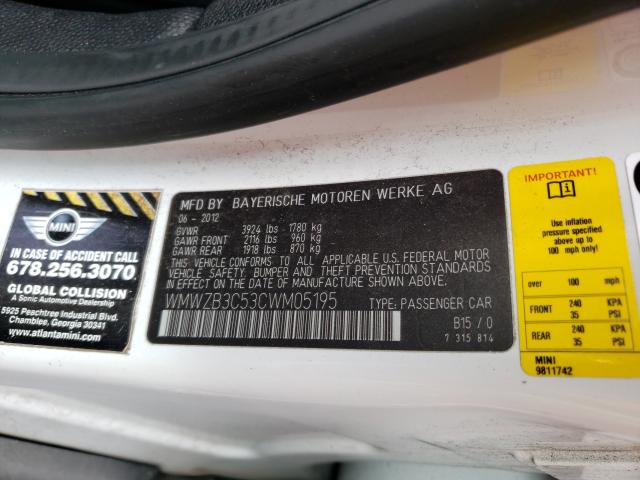 MINI
IN CASE OF ACCIDENT CALL
678.256.3070
GLOBAL COLLISION
A Sonic Automotive Dealership
5925 Peachtree Industrial Blvd.
Chamblee, Georgia 30341
www.atlantamini.com
MFD BY BAYERISCHE MOTOREN WERKE AG
06 - 2012
GVWR 3924 lbs 1780 kg
GAWR FRONT 2116 lbs 960 kg
GAWR REAR 1918 lbs 870 kg
THIS VEHICLE CONFORMS TO ALL APPLICABLE U.S. FEDERAL MOTOR
VEHICLE SAFETY, BUMPER AND THEFT PREVENTION STANDARDS
IN EFFECT ON THE DATE OF MANUFACTURE SHOWN ABOVE.
WMWZB3C53CWM05195 TYPE: PASSENGER CAR
B15 / 0
7 315 814
IMPORTANT!
Use inflation
pressure specified
above for up to
100 mph only!
over 100 mph
FRONT 240 KPA
35 PSI
REAR 240 KPA
35 PSI
MINI
9811742